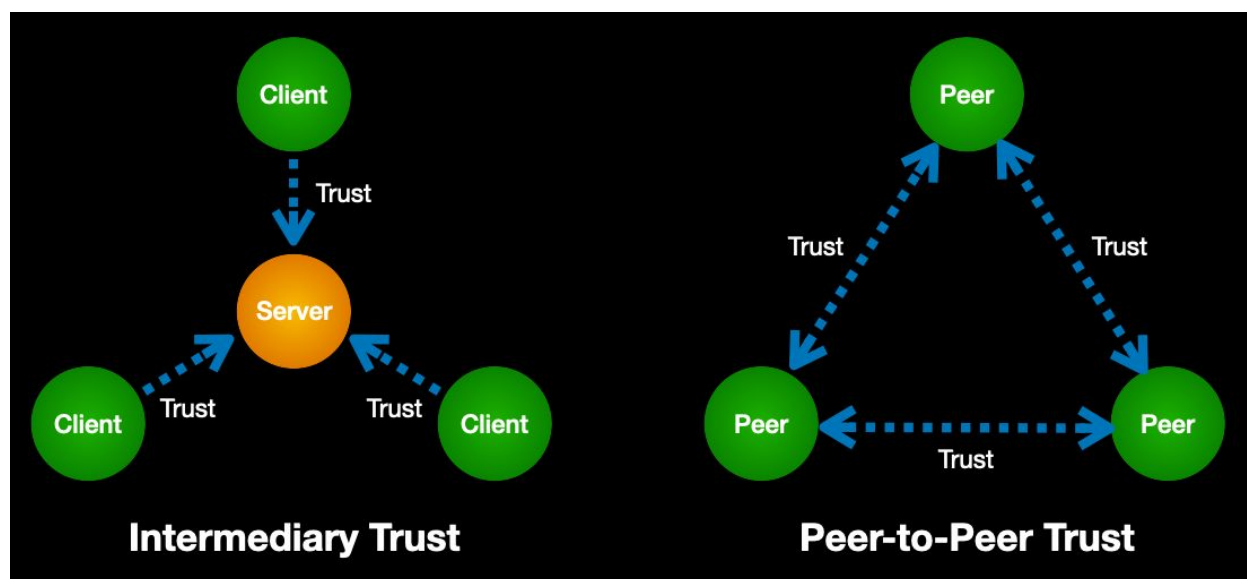 Client
Trust
Server
Client
Trust
Trust
Client
Intermediary Trust
Peer
Trust
Trust
Peer
Trust
Peer
Peer-to-Peer Trust